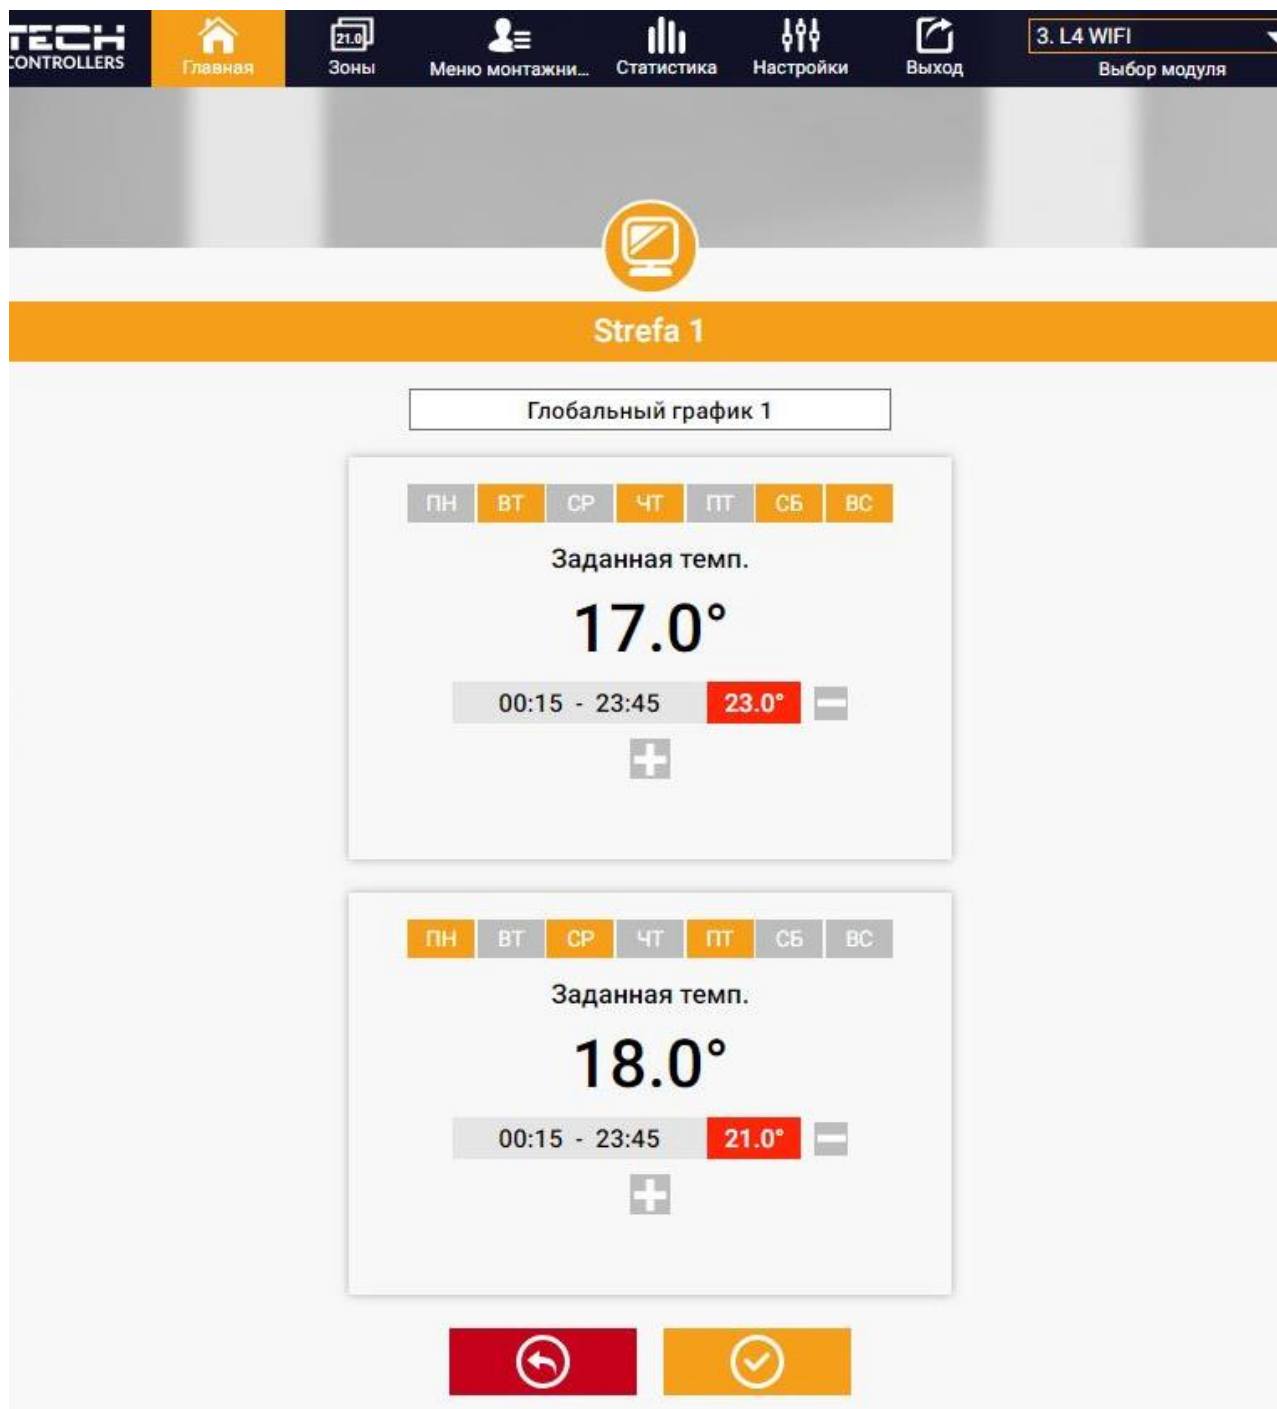 TECH
CONTROLLERS
Главная
21.0
Зоны
Меню монтажни...
Статистика
Настройки
Выход
3. L4 WIFI
Выбор модуля
Strefa 1
Глобальный график 1
ПН ВТ СР ЧТ ПТ СБ ВС
Заданная темп.
17.0°
00:15 - 23:45 23.0°
ПН ВТ СР ЧТ ПТ СБ ВС
Заданная темп.
18.0°
00:15 - 23:45 21.0°